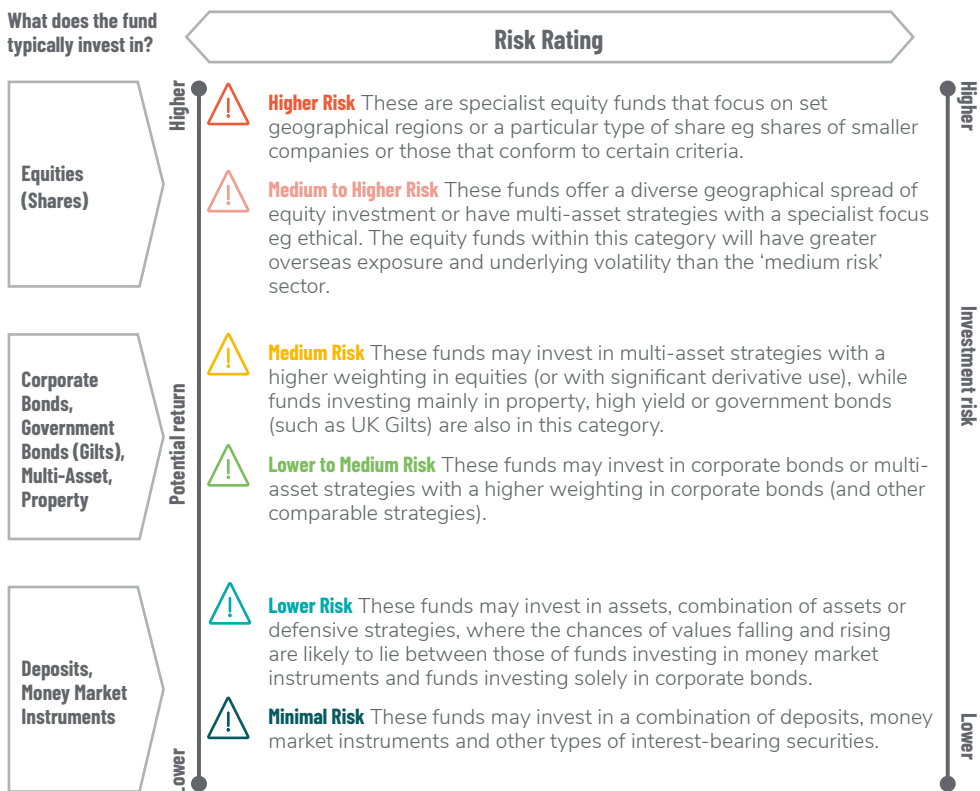 What does the fund
typically invest in?
Risk Rating
Equities
(Shares)
Higher
Higher Risk These are specialist equity funds that focus on set
geographical regions or a particular type of share eg shares of smaller
companies or those that conform to certain criteria.
Medium to Higher Risk These funds offer a diverse geographical spread of
equity investment or have multi-asset strategies with a specialist focus
eg ethical. The equity funds within this category will have greater
overseas exposure and underlying volatility than the ‘medium risk’
sector.
Higher
Corporate
Bonds,
Government
Bonds (Gilts),
Multi-Asset,
Property
Potential return
Medium Risk These funds may invest in multi-asset strategies with a
higher weighting in equities (or with significant derivative use), while
funds investing mainly in property, high yield or government bonds
(such as UK Gilts) are also in this category.
Lower to Medium Risk These funds may invest in corporate bonds or multi-
asset strategies with a higher weighting in corporate bonds (and other
comparable strategies).
Investment risk
Deposits,
Money Market
Instruments
Lower
Lower Risk These funds may invest in assets, combination of assets or
defensive strategies, where the chances of values falling and rising
are likely to lie between those of funds investing in money market
instruments and funds investing solely in corporate bonds.
Minimal Risk These funds may invest in a combination of deposits, money
market instruments and other types of interest-bearing securities.
Lower